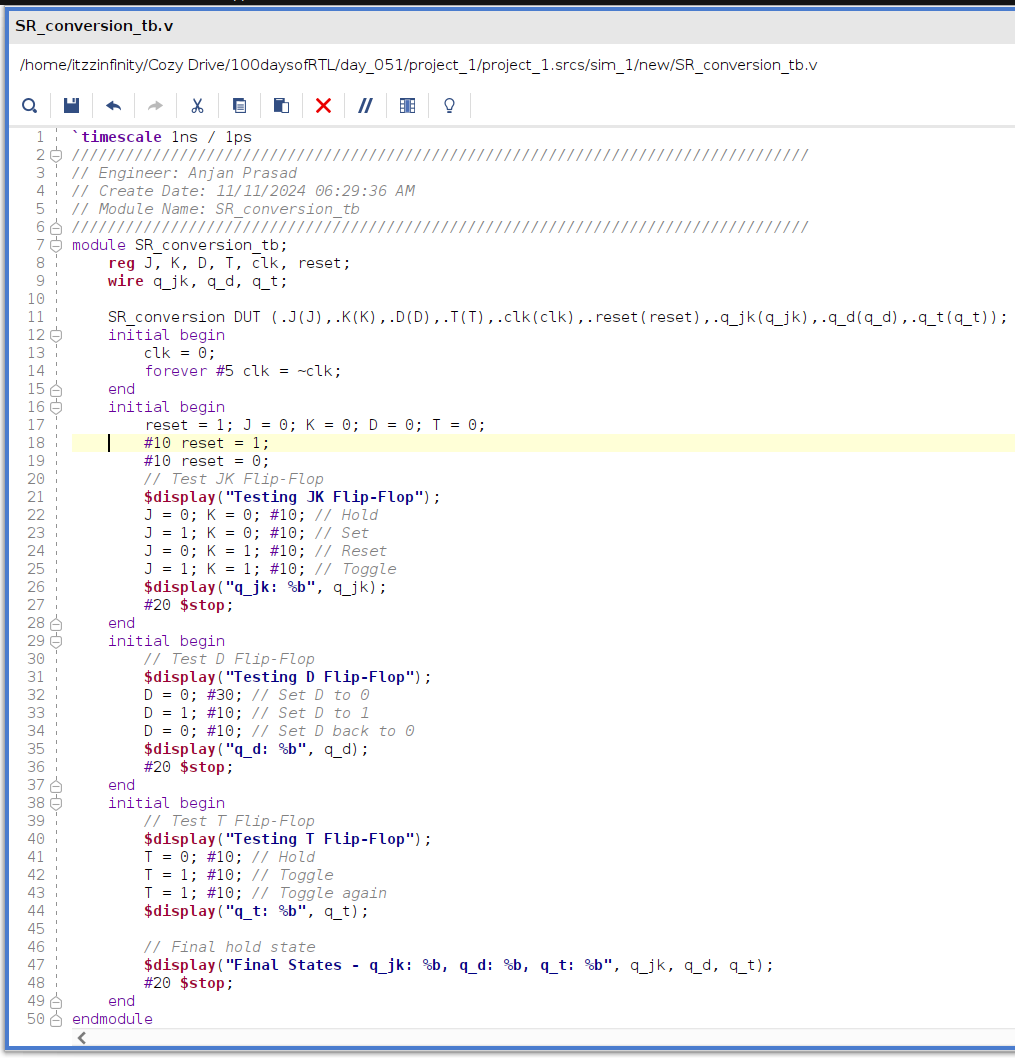 SR_conversion_tb.v
/home/itzzinfinity/Cozy Drive/100daysofRTL/day_051/project_1/project_1.srcs/sim_1/new/SR_conversion_tb.v
1 `timescale 1ns / 1ps
2 //////////////////////////////////////////////////////////////////////////////////
3 // Engineer: Anjan Prasad
4 // Create Date: 11/11/2024 06:29:36 AM
5 // Module Name: SR_conversion_tb
6 //////////////////////////////////////////////////////////////////////////////////
7 module SR_conversion_tb;
8     reg J, K, D, T, clk, reset;
9     wire q_jk, q_d, q_t;
10
11     SR_conversion DUT (.J(J),.K(K),.D(D),.T(T),.clk(clk),.reset(reset),.q_jk(q_jk),.q_d(q_d),.q_t(q_t));
12     initial begin
13         clk = 0;
14         forever #5 clk = ~clk;
15     end
16     initial begin
17         reset = 1; J = 0; K = 0; D = 0; T = 0;
18         #10 reset = 1;
19         #10 reset = 0;
20         // Test JK Flip-Flop
21         $display("Testing JK Flip-Flop");
22         J = 0; K = 0; #10; // Hold
23         J = 1; K = 0; #10; // Set
24         J = 0; K = 1; #10; // Reset
25         J = 1; K = 1; #10; // Toggle
26         $display("q_jk: %b", q_jk);
27         #20 $stop;
28     end
29     initial begin
30         // Test D Flip-Flop
31         $display("Testing D Flip-Flop");
32         D = 0; #30; // Set D to 0
33         D = 1; #10; // Set D to 1
34         D = 0; #10; // Set D back to 0
35         $display("q_d: %b", q_d);
36         #20 $stop;
37     end
38     initial begin
39         // Test T Flip-Flop
40         $display("Testing T Flip-Flop");
41         T = 0; #10; // Hold
42         T = 1; #10; // Toggle
43         T = 1; #10; // Toggle again
44         $display("q_t: %b", q_t);
45
46         // Final hold state
47         $display("Final States - q_jk: %b, q_d: %b, q_t: %b", q_jk, q_d, q_t);
48         #20 $stop;
49     end
50 endmodule